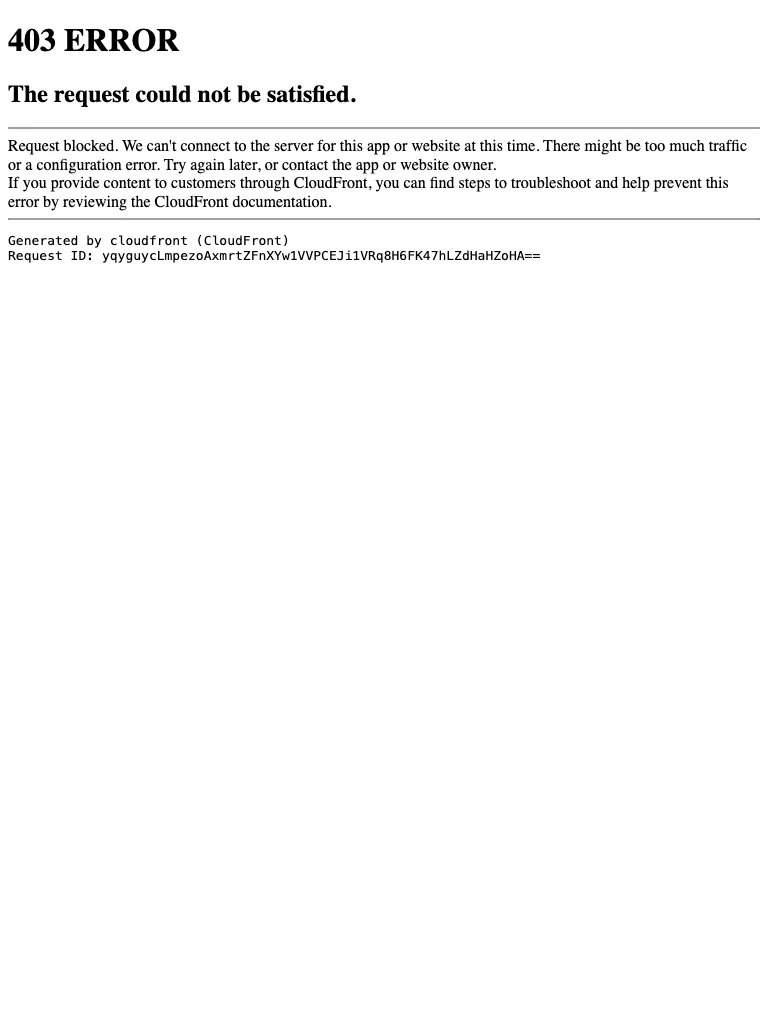 403 ERROR
The request could not be satisfied.
Request blocked. We can't connect to the server for this app or website at this time. There might be too much traffic
or a configuration error. Try again later, or contact the app or website owner.
If you provide content to customers through CloudFront, you can find steps to troubleshoot and help prevent this
error by reviewing the CloudFront documentation.
Generated by cloudfront (CloudFront)
Request ID: yqyguycLmpezoAxmrtZFnXYw1VVPCEJi1VRq8H6FK47hLZdHaHZoHA==